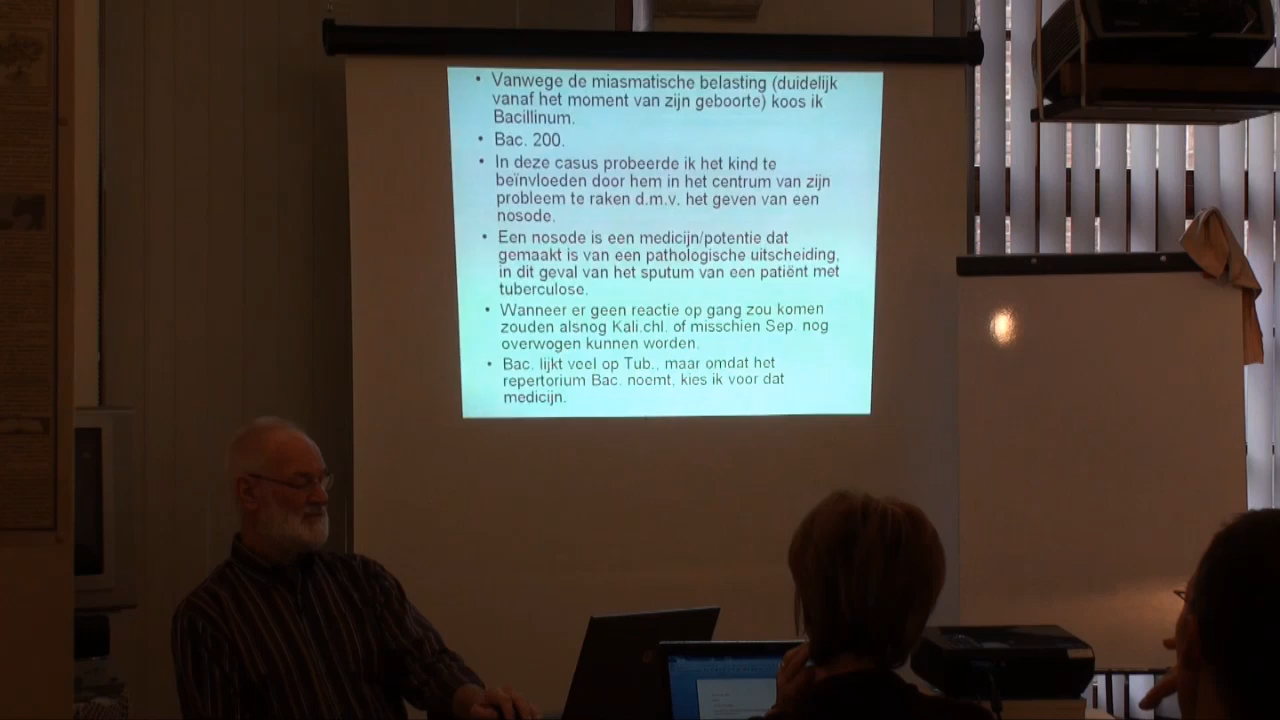 • Vanwege de miasmatische belasting (duidelijk
vanaf het moment van zijn geboorte) koos ik
Bacillinum.
• Bac. 200.
• In deze casus probeerde ik het kind te
beïnvloeden door hem in het centrum van zijn
probleem te raken d.m.v. het geven van een
nosode.
• Een nosode is een medicijn/potentie dat
gemaakt is van een pathologische uitscheiding,
in dit geval van het sputum van een patiënt met
tuberculose.
• Wanneer er geen reactie op gang zou komen
zouden alsnog Kali.chl. of misschien Sep. nog
overwogen kunnen worden.
• Bac. lijkt veel op Tub., maar omdat het
repertorium Bac. noemt, kies ik voor dat
medicijn.